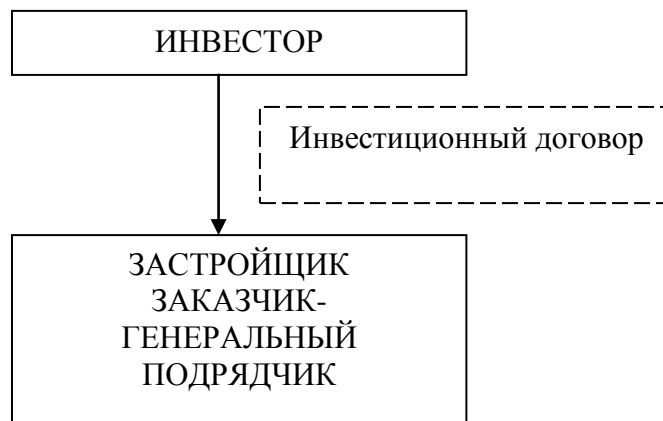 ИНВЕСТОР
Инвестиционный договор
ЗАСТРОЙЩИК
ЗАКАЗЧИК-
ГЕНЕРАЛЬНЫЙ
ПОДРЯДЧИК